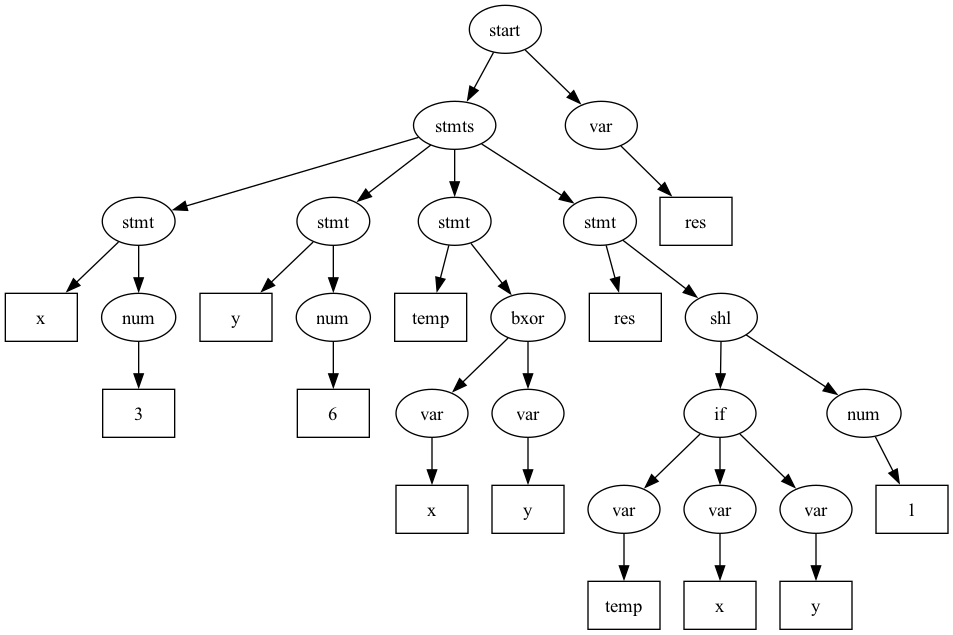 start
stmts var
stmt stmt stmt stmt res
x num y num temp bxor res shl
3 6 var var if num
x y var var var 1
temp x y